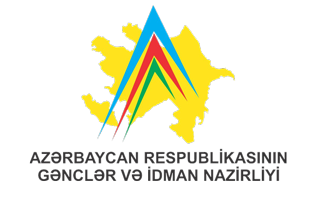 AZƏRBAYCAN RESPUBLİKASININ
GƏNCLƏR VƏ İDMAN NAZİRLİYİ